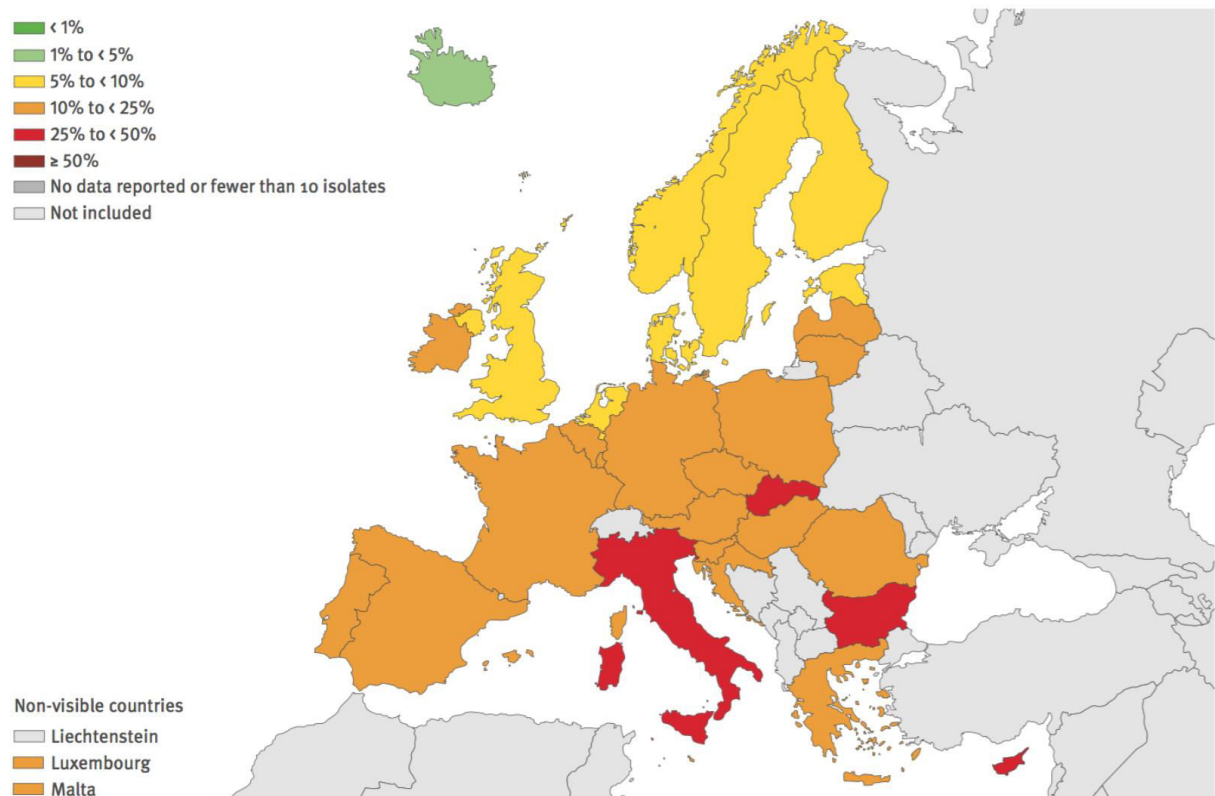 < 1%
1% to < 5%
5% to < 10%
10% to < 25%
25% to < 50%
≥ 50%
No data reported or fewer than 10 isolates
Not included
Non-visible countries
Liechtenstein
Luxembourg
Malta